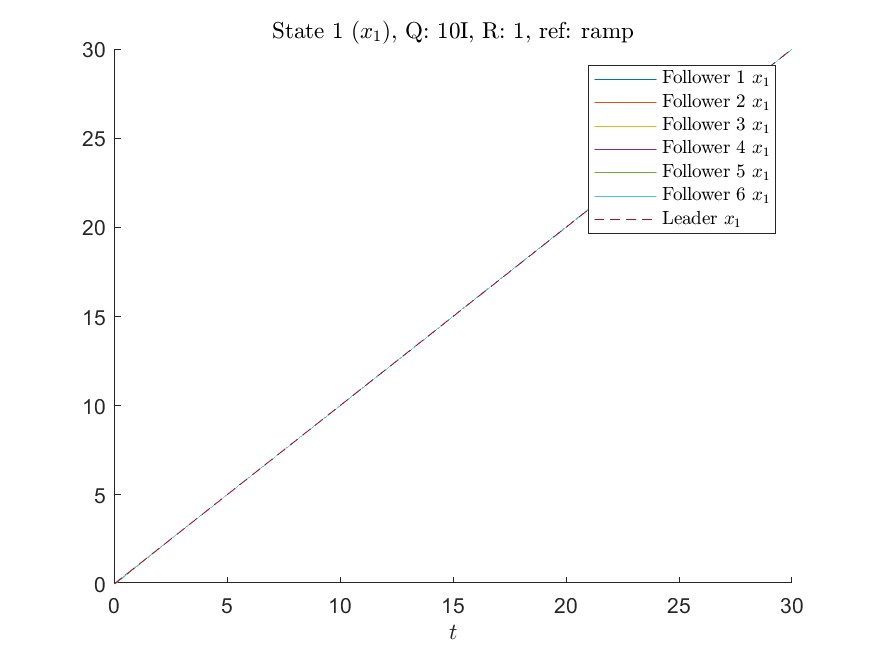 State 1 (x₁), Q: 10I, R: 1, ref: ramp
30
25
20
15
10
5
0
Follower 1 x₁
Follower 2 x₁
Follower 3 x₁
Follower 4 x₁
Follower 5 x₁
Follower 6 x₁
Leader x₁
0 5 10 15 20 25 30
t